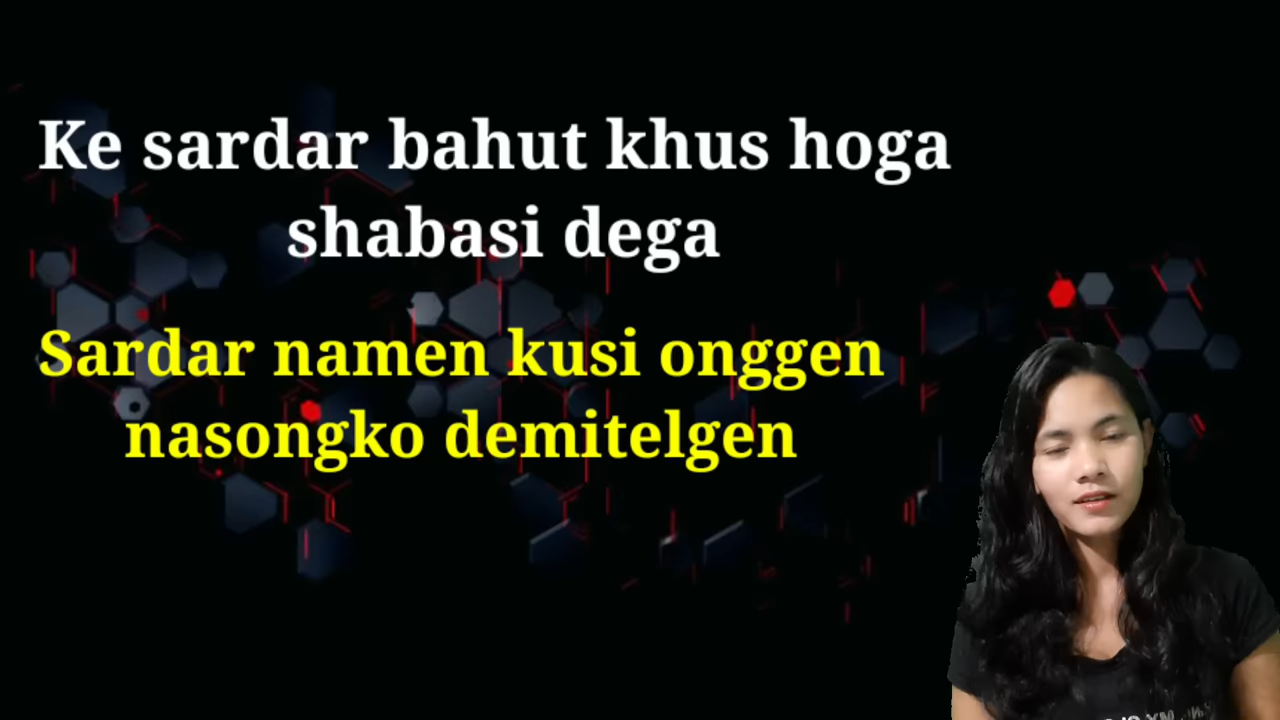 Ke sardar bahut khus hoga
shabasi dega
Sardar namen kusi onggen
nasongko demitelgen